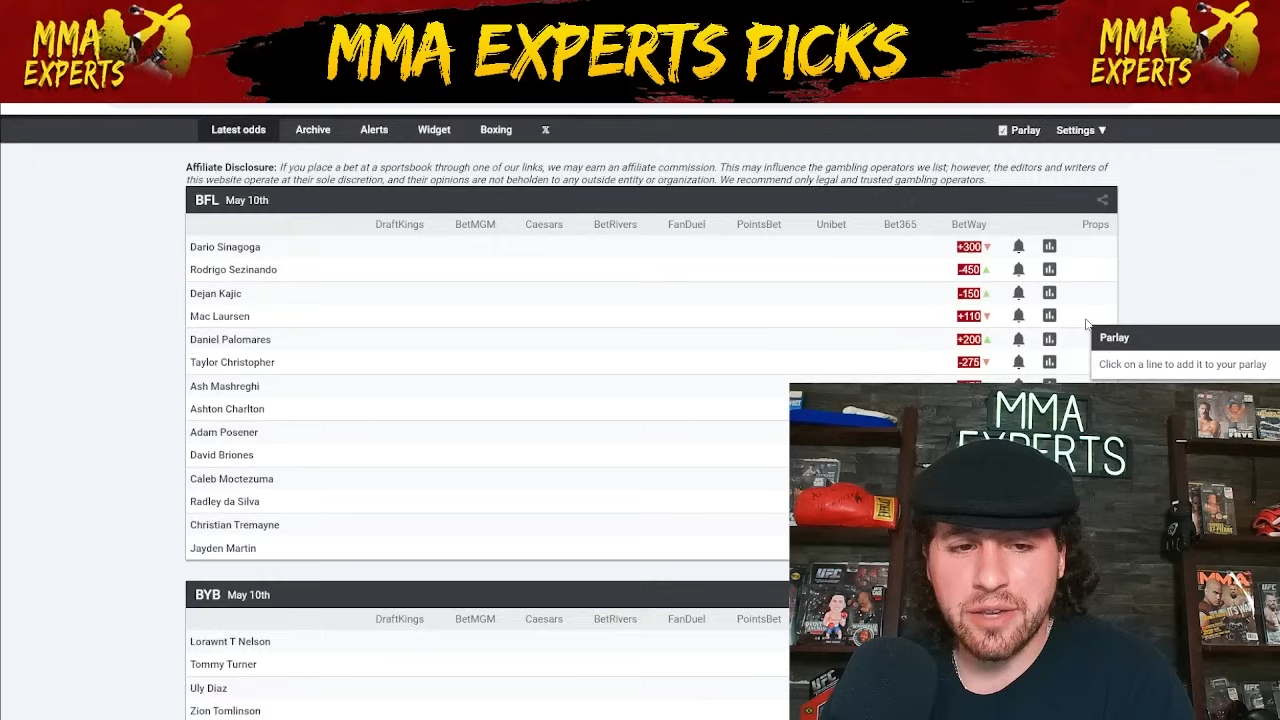 MMA EXPERTS
MMA EXPERTS PICKS
MMA EXPERTS
Latest odds Archive Alerts Widget Boxing X Parlay Settings ▼
Affiliate Disclosure: If you place a bet at a sportsbook through one of our links, we may earn an affiliate commission. This may influence the gambling operators we list; however, the editors and writers of
this website operate at their sole discretion, and their opinions are not beholden to any outside entity or organization. We recommend only legal and trusted gambling operators.
BFL May 10th
DraftKings BetMGM Caesars BetRivers FanDuel PointsBet Unibet Bet365 BetWay Props
Dario Sinagoga +300 ▼
Rodrigo Sezinando -450 ▲
Dejan Kajic -150 ▲
Mac Laursen +110 ▼
Daniel Palomares +200 ▲
Taylor Christopher -275 ▼
Parlay
Click on a line to add it to your parlay
Ash Mashreghi
Ashton Charlton
Adam Posener
David Briones
Caleb Moctezuma
Radley da Silva
Christian Tremayne
Jayden Martin
BYB May 10th
DraftKings BetMGM Caesars BetRivers FanDuel PointsBet
Lorawnt T Nelson
Tommy Turner
Uly Diaz
Zion Tomlinson
MMA
EXPERTS
FRYE
UFC
MMA
UFC